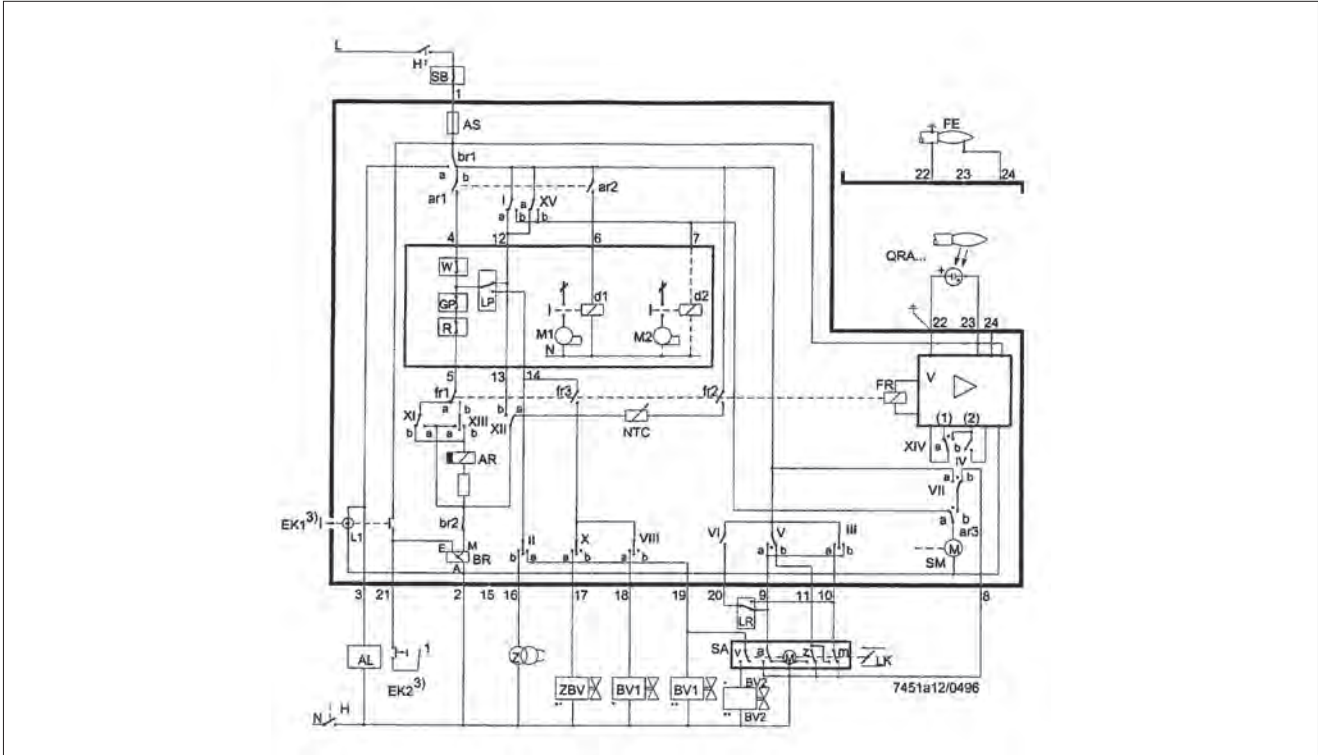 L
H
SB
1
AS
FE
br1
22 23 24
a b
ar1
ar2
I a XV
a b b
4 12 6 7
W
QRA...
LP
GP
d1 d2
R
M1 M2
N
22 23 24
5 13 14
V
FR
fr1 fr3 fr2
a b b a
XI XIII XII
b a a b
NTC
(1) (2)
XIV a b
IV
AR
a b
VII
EK1 3)
L1
br2
VI V III
a b
ar3
E M
BR
A
II X VIII
b a
a b a b
M
SM
3 21 2 15 16 17 18 19 20 9 11 10 8
LR
SA v a M z m
LK
AL
1
EK2 3)
Z
BV2
7451a12/0496
ZBV BV1 BV1
** * **
*
**
BV2
N H